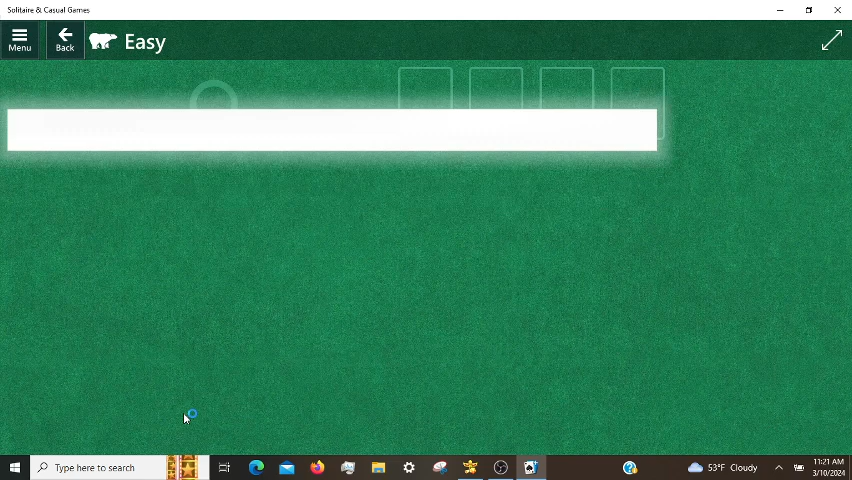 Solitaire & Casual Games
Menu
Back
Easy
Type here to search
53°F Cloudy
11:21 AM
3/10/2024